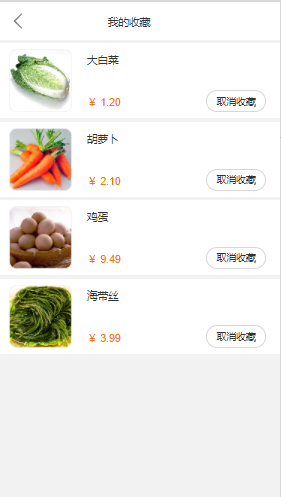 我的收藏
大白菜
￥ 1.20
取消收藏
胡萝卜
￥ 2.10
取消收藏
鸡蛋
￥ 9.49
取消收藏
海带丝
￥ 3.99
取消收藏